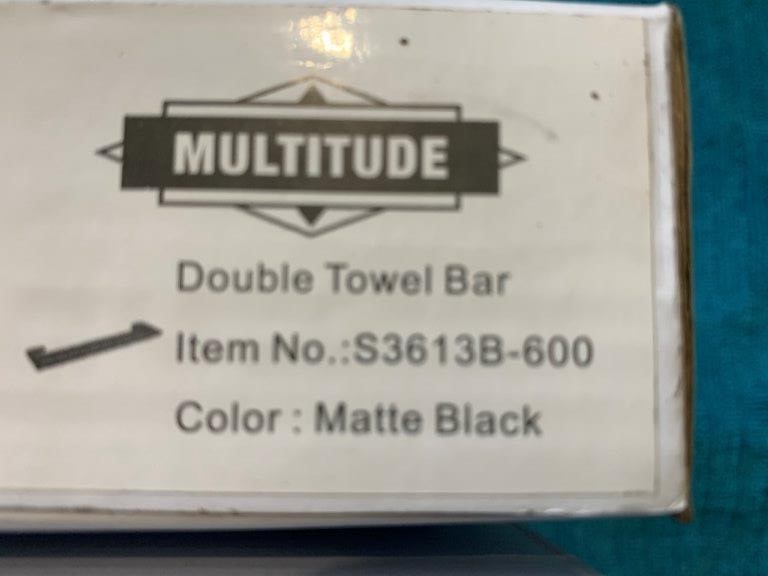 MULTITUDE
Double Towel Bar
Item No.:S3613B-600
Color : Matte Black